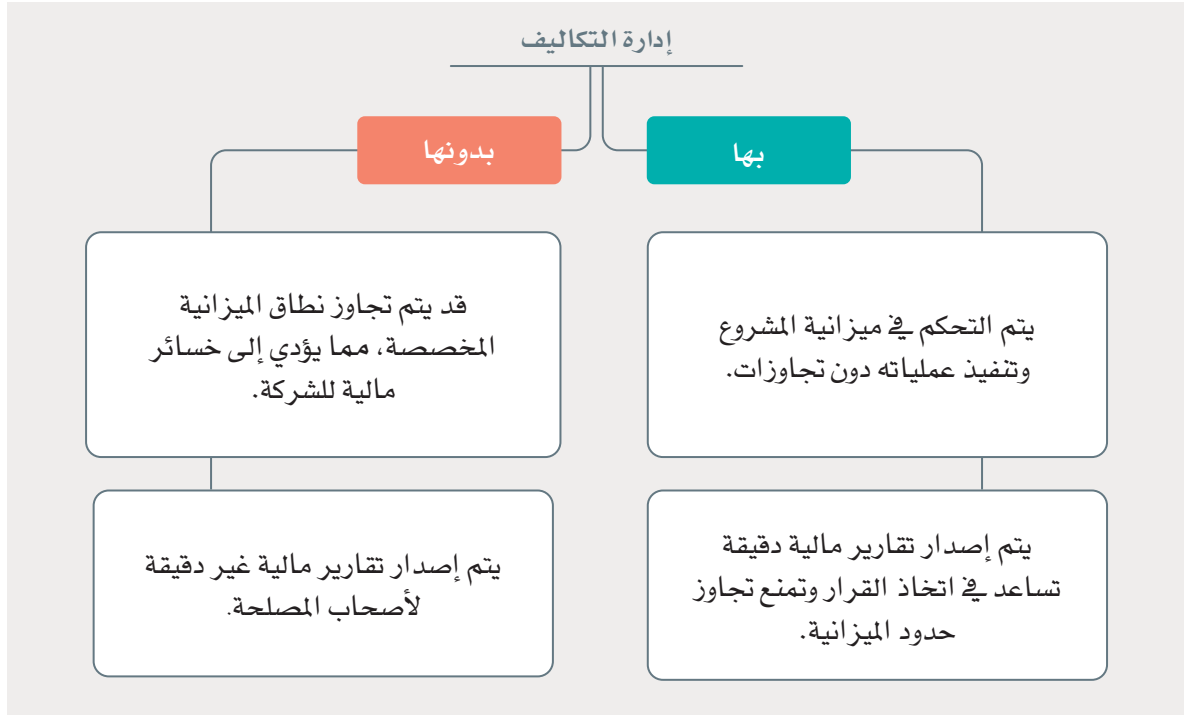 إدارة التكاليف
بها
بدونها
يتم التحكم في ميزانية المشروع
وتنفيذ عملياته دون تجاوزات.
قد يتم تجاوز نطاق الميزانية
المخصصة، مما يؤدي إلى خسائر
مالية للشركة.
يتم إصدار تقارير مالية دقيقة
تساعد في اتخاذ القرار وتمنع تجاوز
حدود الميزانية.
يتم إصدار تقارير مالية غير دقيقة
لأصحاب المصلحة.